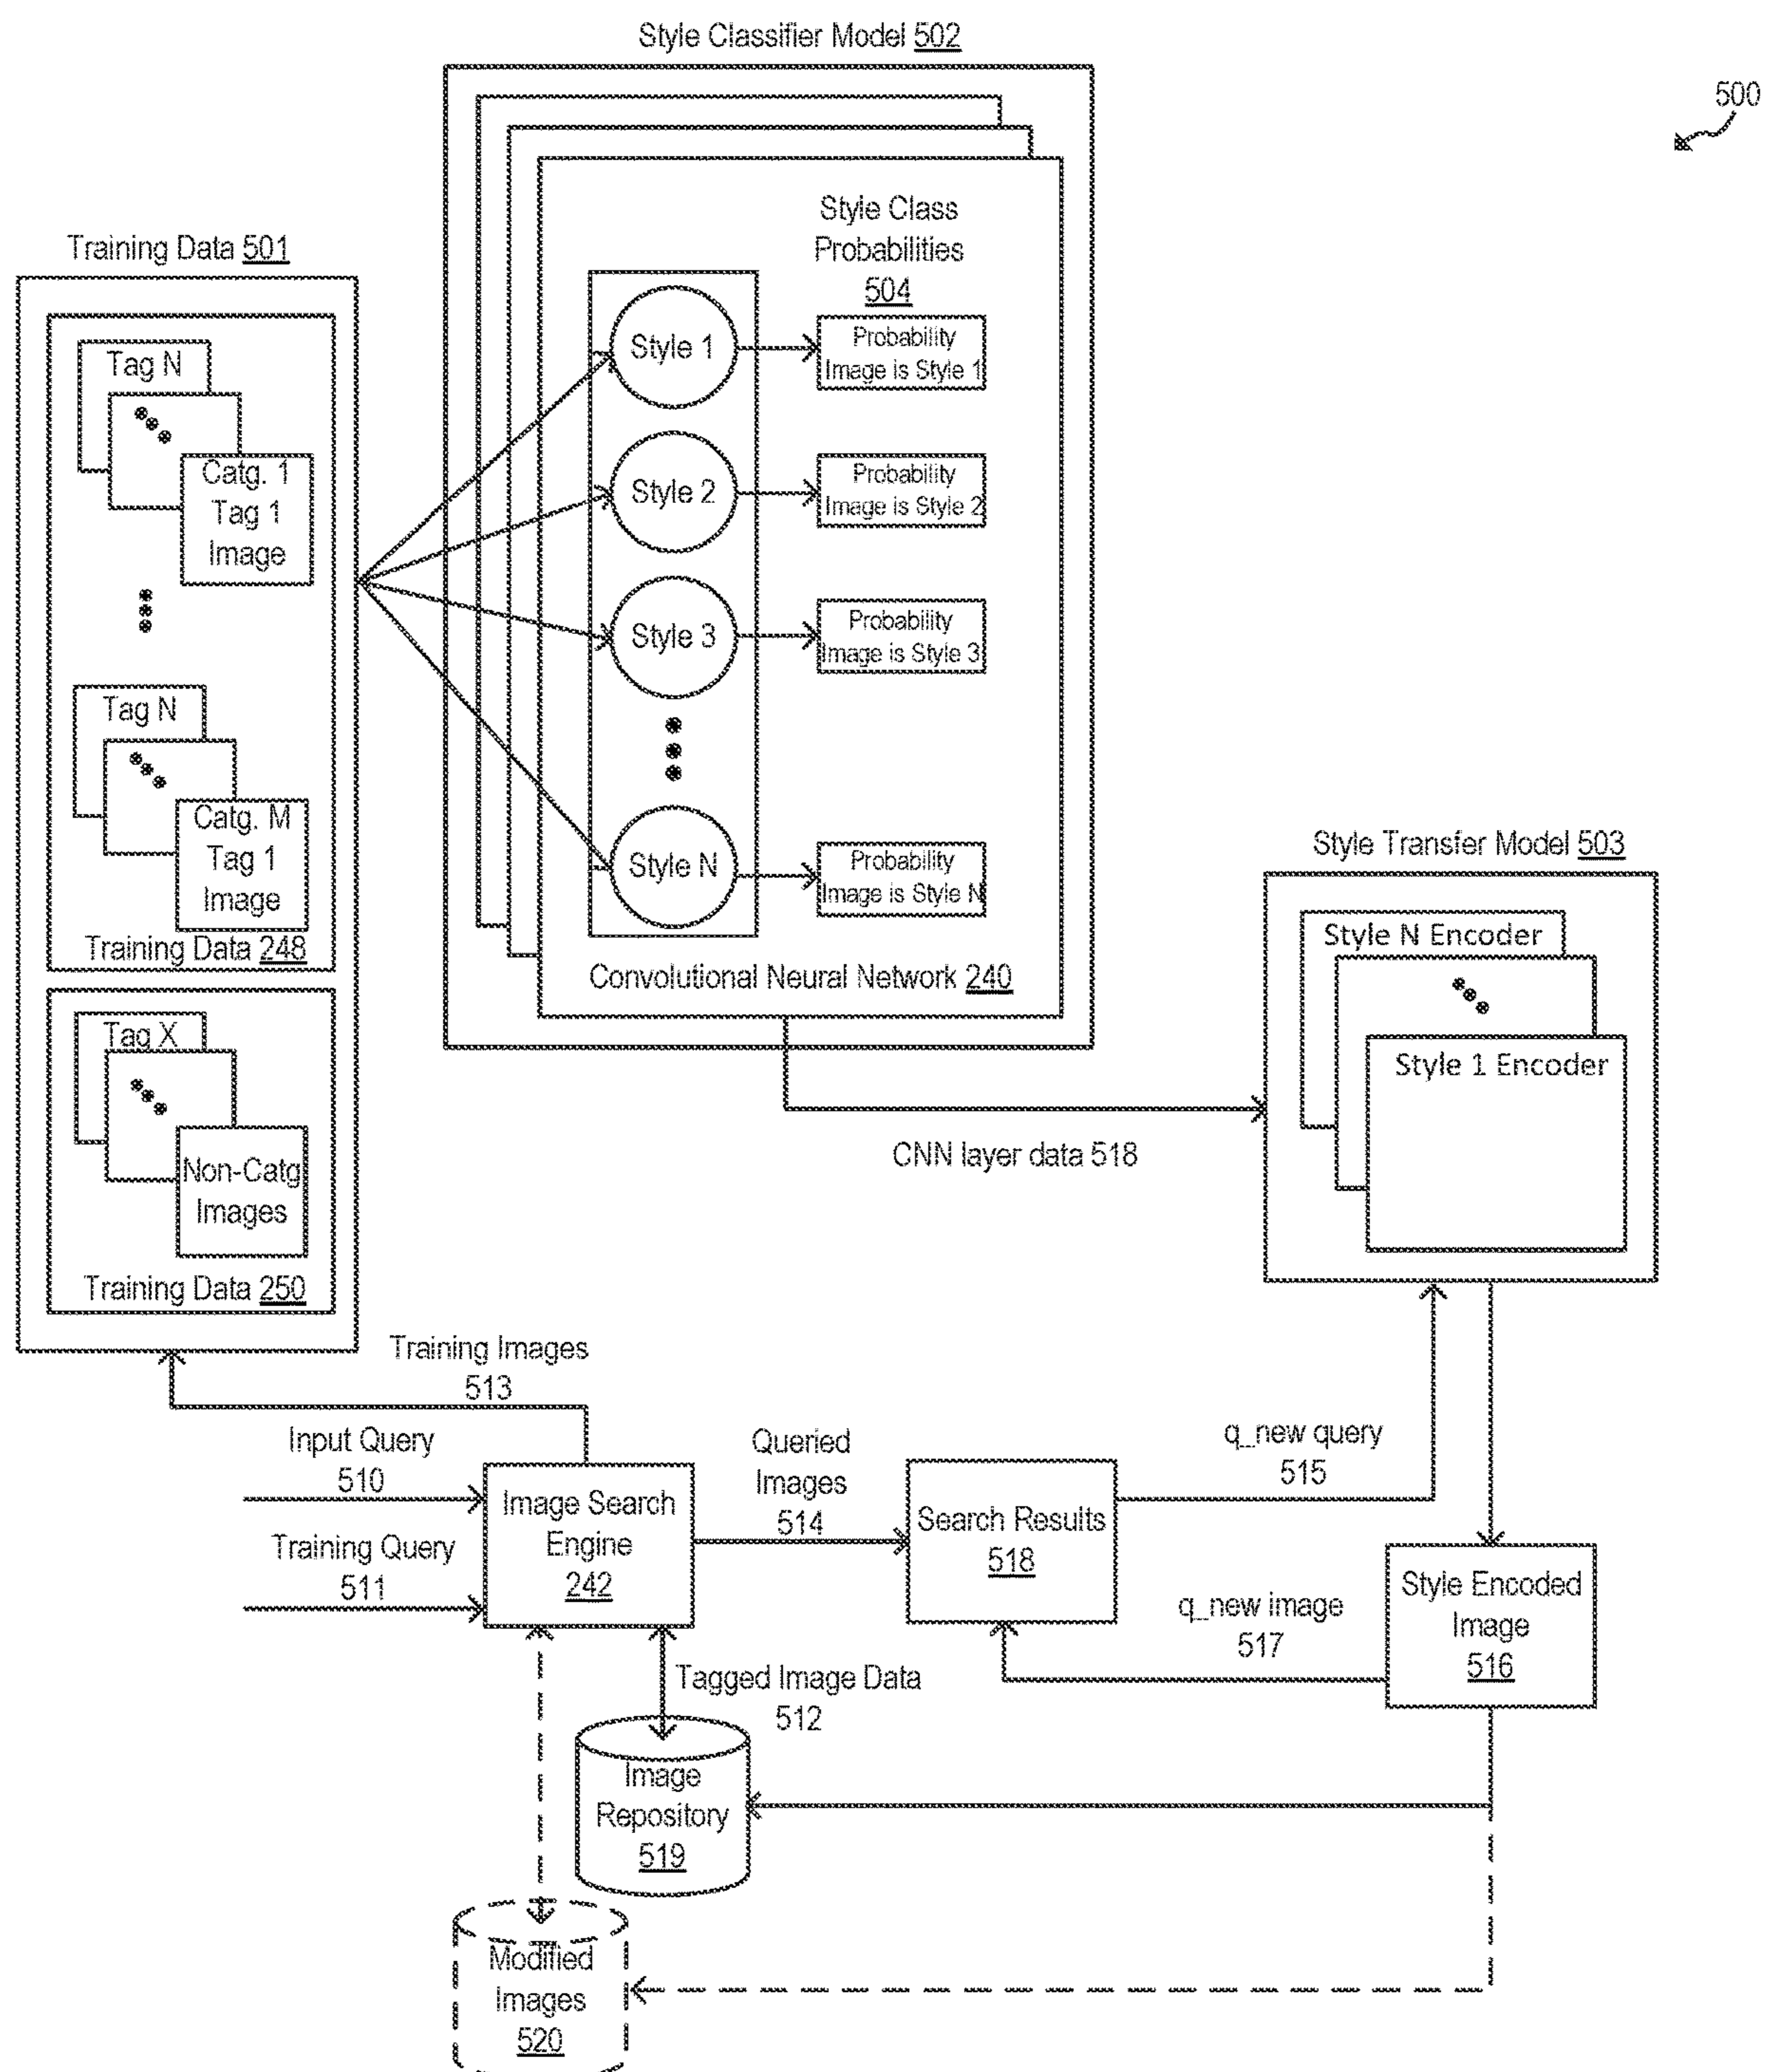 Style Classifier Model 502
500
Training Data 501
Tag N
Catg. 1
Tag 1
Image
Tag N
Catg. M
Tag 1
Image
Training Data 248
Tag X
Non-Catg
Images
Training Data 250
Style Class
Probabilities
504
Style 1
Probability
Image is Style 1
Style 2
Probability
Image is Style 2
Style 3
Probability
Image is Style 3
Style N
Probability
Image is Style N
Convolutional Neural Network 240
Style Transfer Model 503
Style N Encoder
Style 1 Encoder
CNN layer data 518
Training Images
513
Input Query
510
Training Query
511
Image Search
Engine
242
Queried
Images
514
Search Results
518
q_new query
515
q_new image
517
Style Encoded
Image
516
Tagged Image Data
512
Image
Repository
519
Modified
Images
520